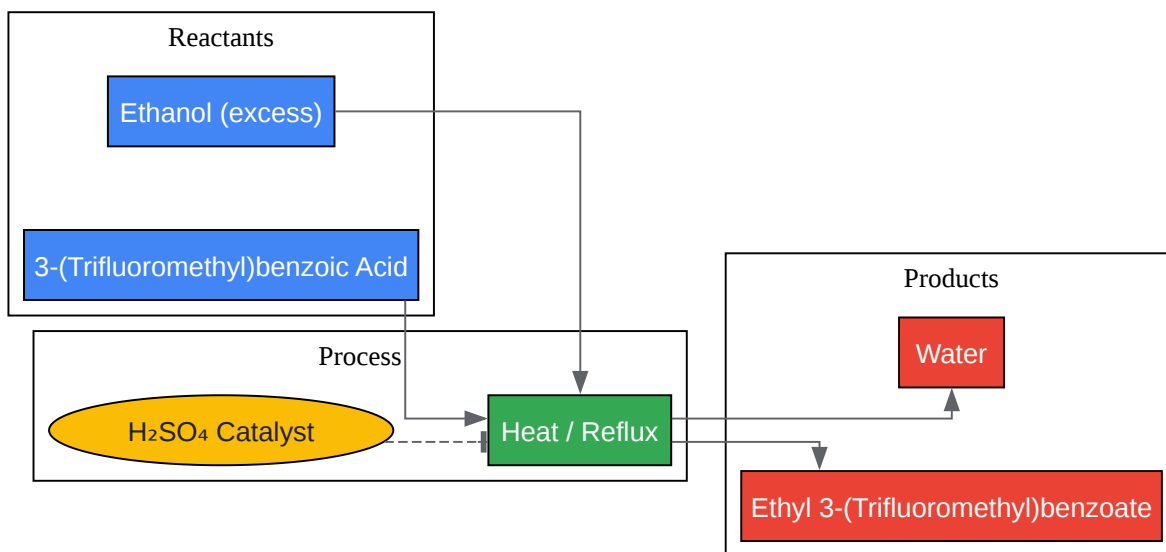 Reactants
Ethanol (excess)
3-(Trifluoromethyl)benzoic Acid
Process
H₂SO₄ Catalyst
Heat / Reflux
Products
Water
Ethyl 3-(Trifluoromethyl)benzoate